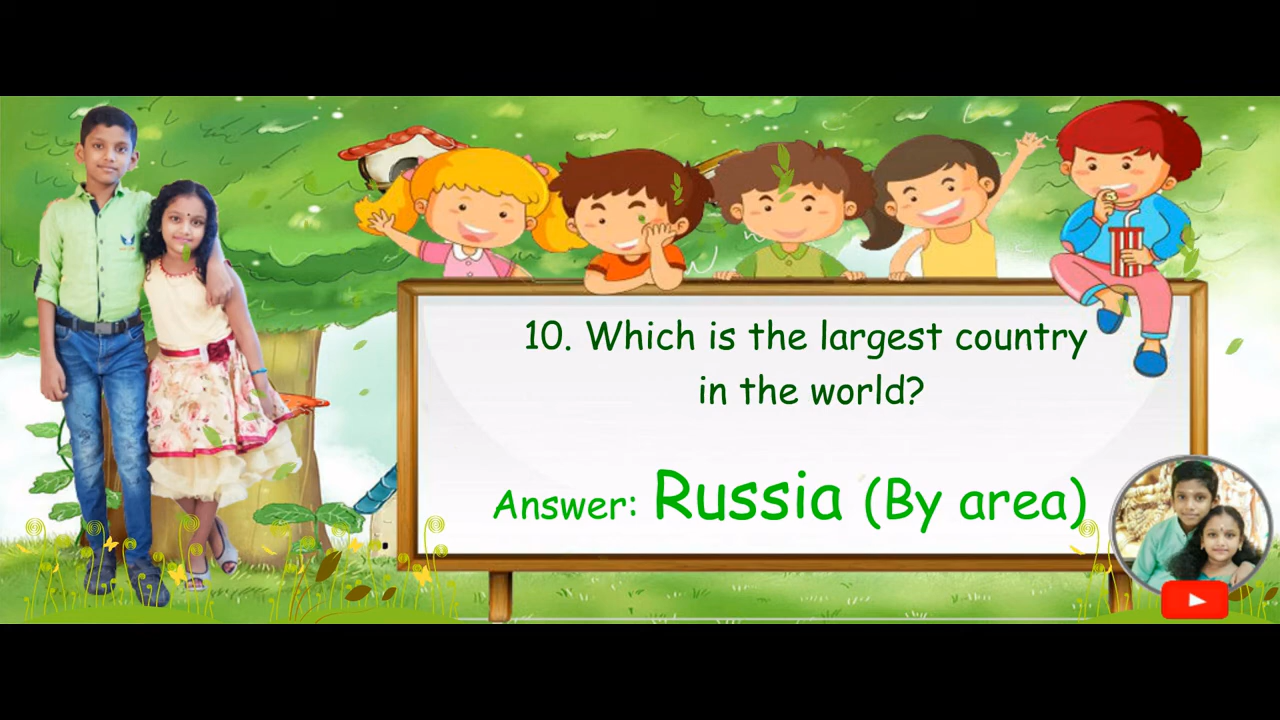 10. Which is the largest country
in the world?
Answer: Russia (By area)